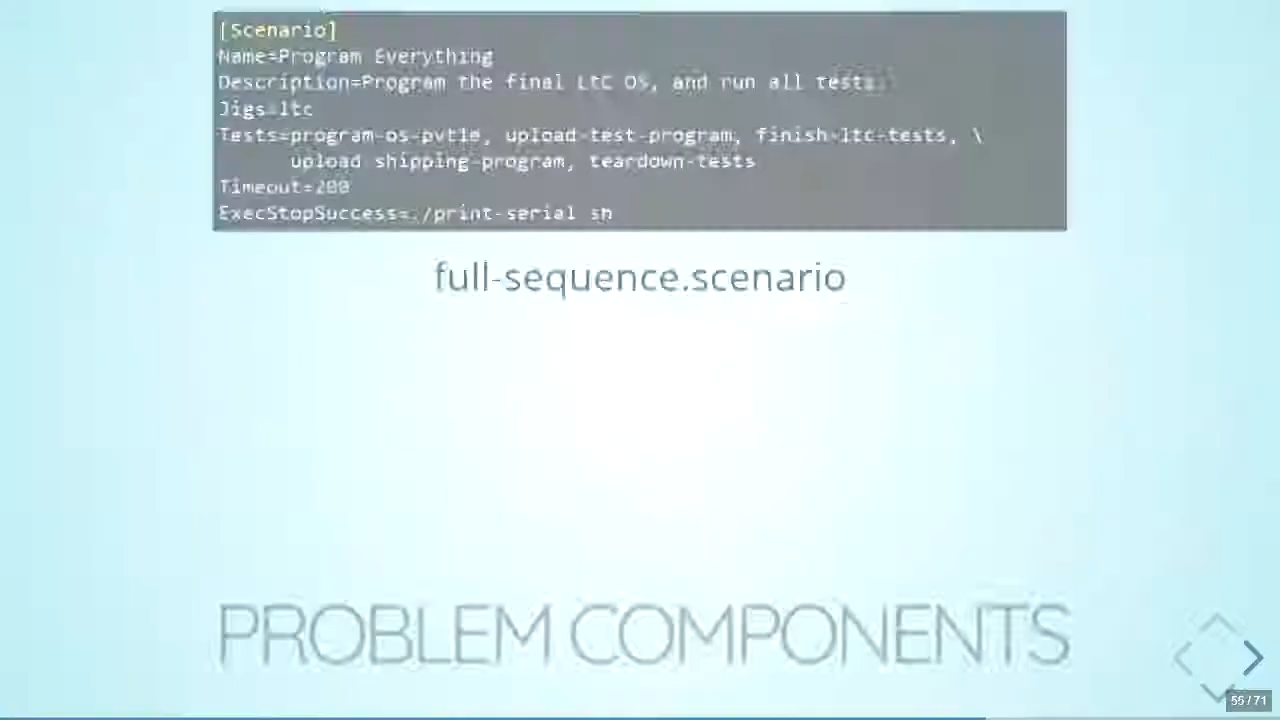 [Scenario]
Name=Program Everything
Description=Program the final LtC OS, and run all tests.
Jigs=ltc
Tests=program-os-pvt1e, upload-test-program, finish-ltc-tests, \
upload-shipping-program, teardown-tests
Timeout=200
ExecStopSuccess=./print-serial sh
full-sequence.scenario
PROBLEM COMPONENTS
55 / 71